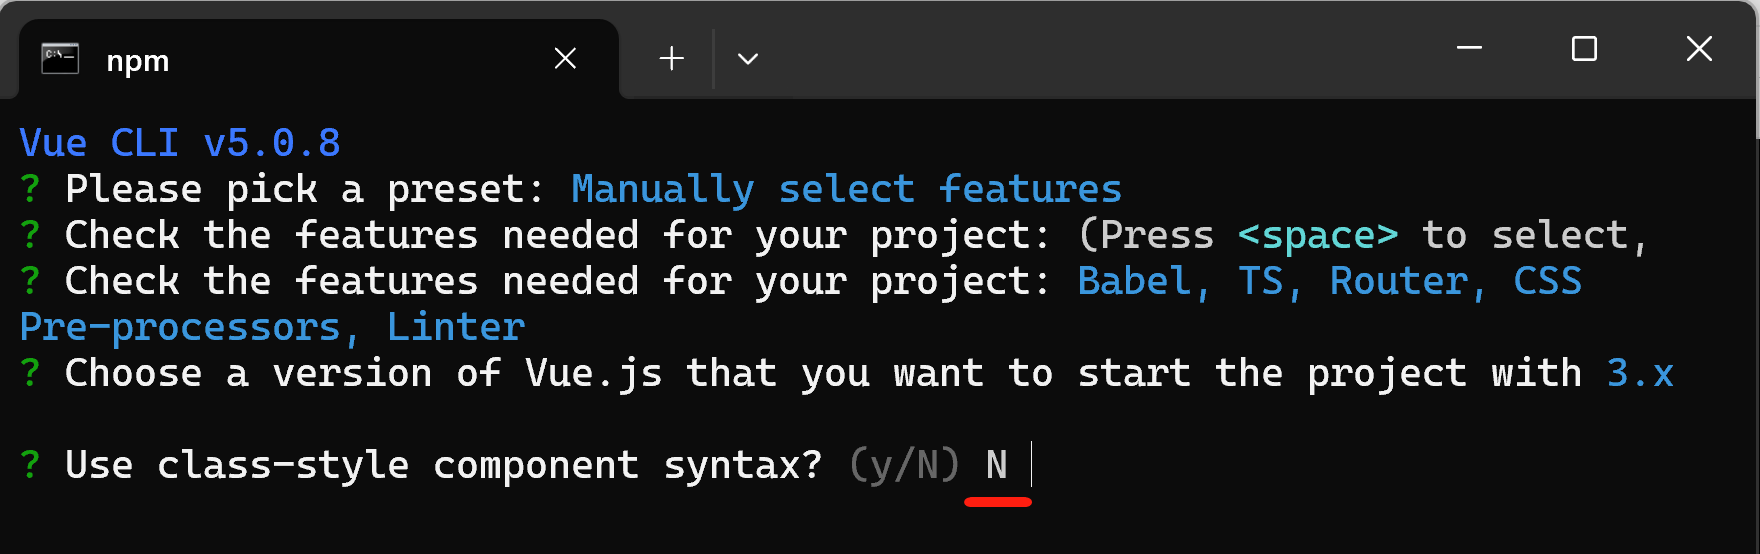 npm
Vue CLI v5.0.8
? Please pick a preset: Manually select features
? Check the features needed for your project: (Press <space> to select,
? Check the features needed for your project: Babel, TS, Router, CSS
Pre-processors, Linter
? Choose a version of Vue.js that you want to start the project with 3.x
? Use class-style component syntax? (y/N) N